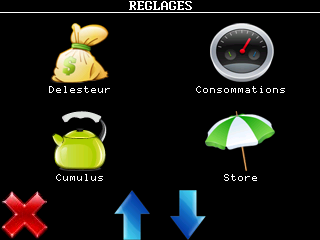 REGLAGES
Delesteur
Consommations
Cumulus
Store